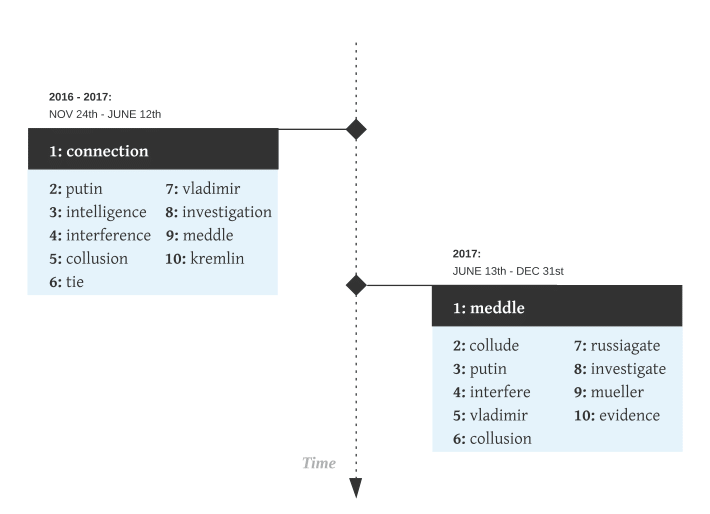 2016 - 2017:
NOV 24th - JUNE 12th
1: connection
2: putin
3: intelligence
4: interference
5: collusion
6: tie
7: vladimir
8: investigation
9: meddle
10: kremlin
2017:
JUNE 13th - DEC 31st
1: meddle
2: collude
3: putin
4: interfere
5: vladimir
6: collusion
7: russiagate
8: investigate
9: mueller
10: evidence
Time